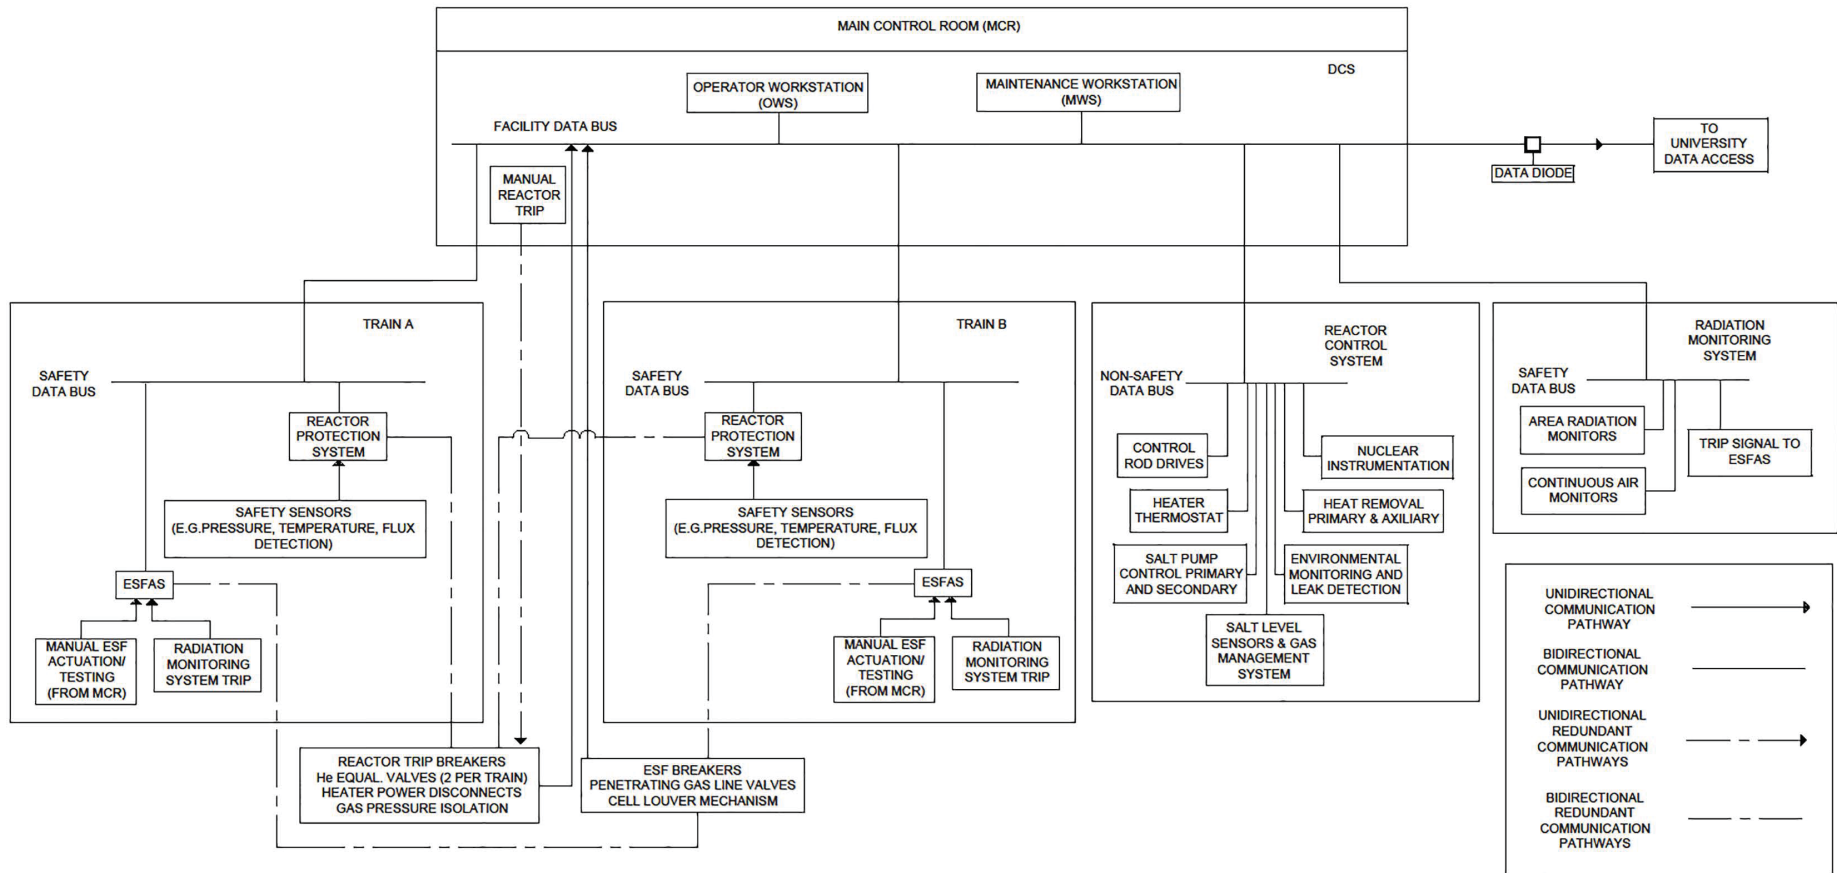 MAIN CONTROL ROOM (MCR)
DCS
OPERATOR WORKSTATION
(OWS)
MAINTENANCE WORKSTATION
(MWS)
FACILITY DATA BUS
MANUAL
REACTOR
TRIP
TO
UNIVERSITY
DATA ACCESS
DATA DIODE
TRAIN A
SAFETY
DATA BUS
REACTOR
PROTECTION
SYSTEM
SAFETY SENSORS
(E.G.PRESSURE, TEMPERATURE, FLUX
DETECTION)
ESFAS
MANUAL ESF
ACTUATION/
TESTING
(FROM MCR)
RADIATION
MONITORING
SYSTEM TRIP
TRAIN B
SAFETY
DATA BUS
REACTOR
PROTECTION
SYSTEM
SAFETY SENSORS
(E.G.PRESSURE, TEMPERATURE, FLUX
DETECTION)
ESFAS
MANUAL ESF
ACTUATION/
TESTING
(FROM MCR)
RADIATION
MONITORING
SYSTEM TRIP
REACTOR TRIP BREAKERS
He EQUAL. VALVES (2 PER TRAIN)
HEATER POWER DISCONNECTS
GAS PRESSURE ISOLATION
ESF BREAKERS
PENETRATING GAS LINE VALVES
CELL LOUVER MECHANISM
REACTOR
CONTROL
SYSTEM
NON-SAFETY
DATA BUS
CONTROL
ROD DRIVES
NUCLEAR
INSTRUMENTATION
HEATER
THERMOSTAT
HEAT REMOVAL
PRIMARY & AXILIARY
SALT PUMP
CONTROL PRIMARY
AND SECONDARY
ENVIRONMENTAL
MONITORING AND
LEAK DETECTION
SALT LEVEL
SENSORS & GAS
MANAGEMENT
SYSTEM
RADIATION
MONITORING
SYSTEM
SAFETY
DATA BUS
AREA RADIATION
MONITORS
TRIP SIGNAL TO
ESFAS
CONTINUOUS AIR
MONITORS
UNIDIRECTIONAL
COMMUNICATION
PATHWAY
BIDIRECTIONAL
COMMUNICATION
PATHWAY
UNIDIRECTIONAL
REDUNDANT
COMMUNICATION
PATHWAYS
BIDIRECTIONAL
REDUNDANT
COMMUNICATION
PATHWAYS